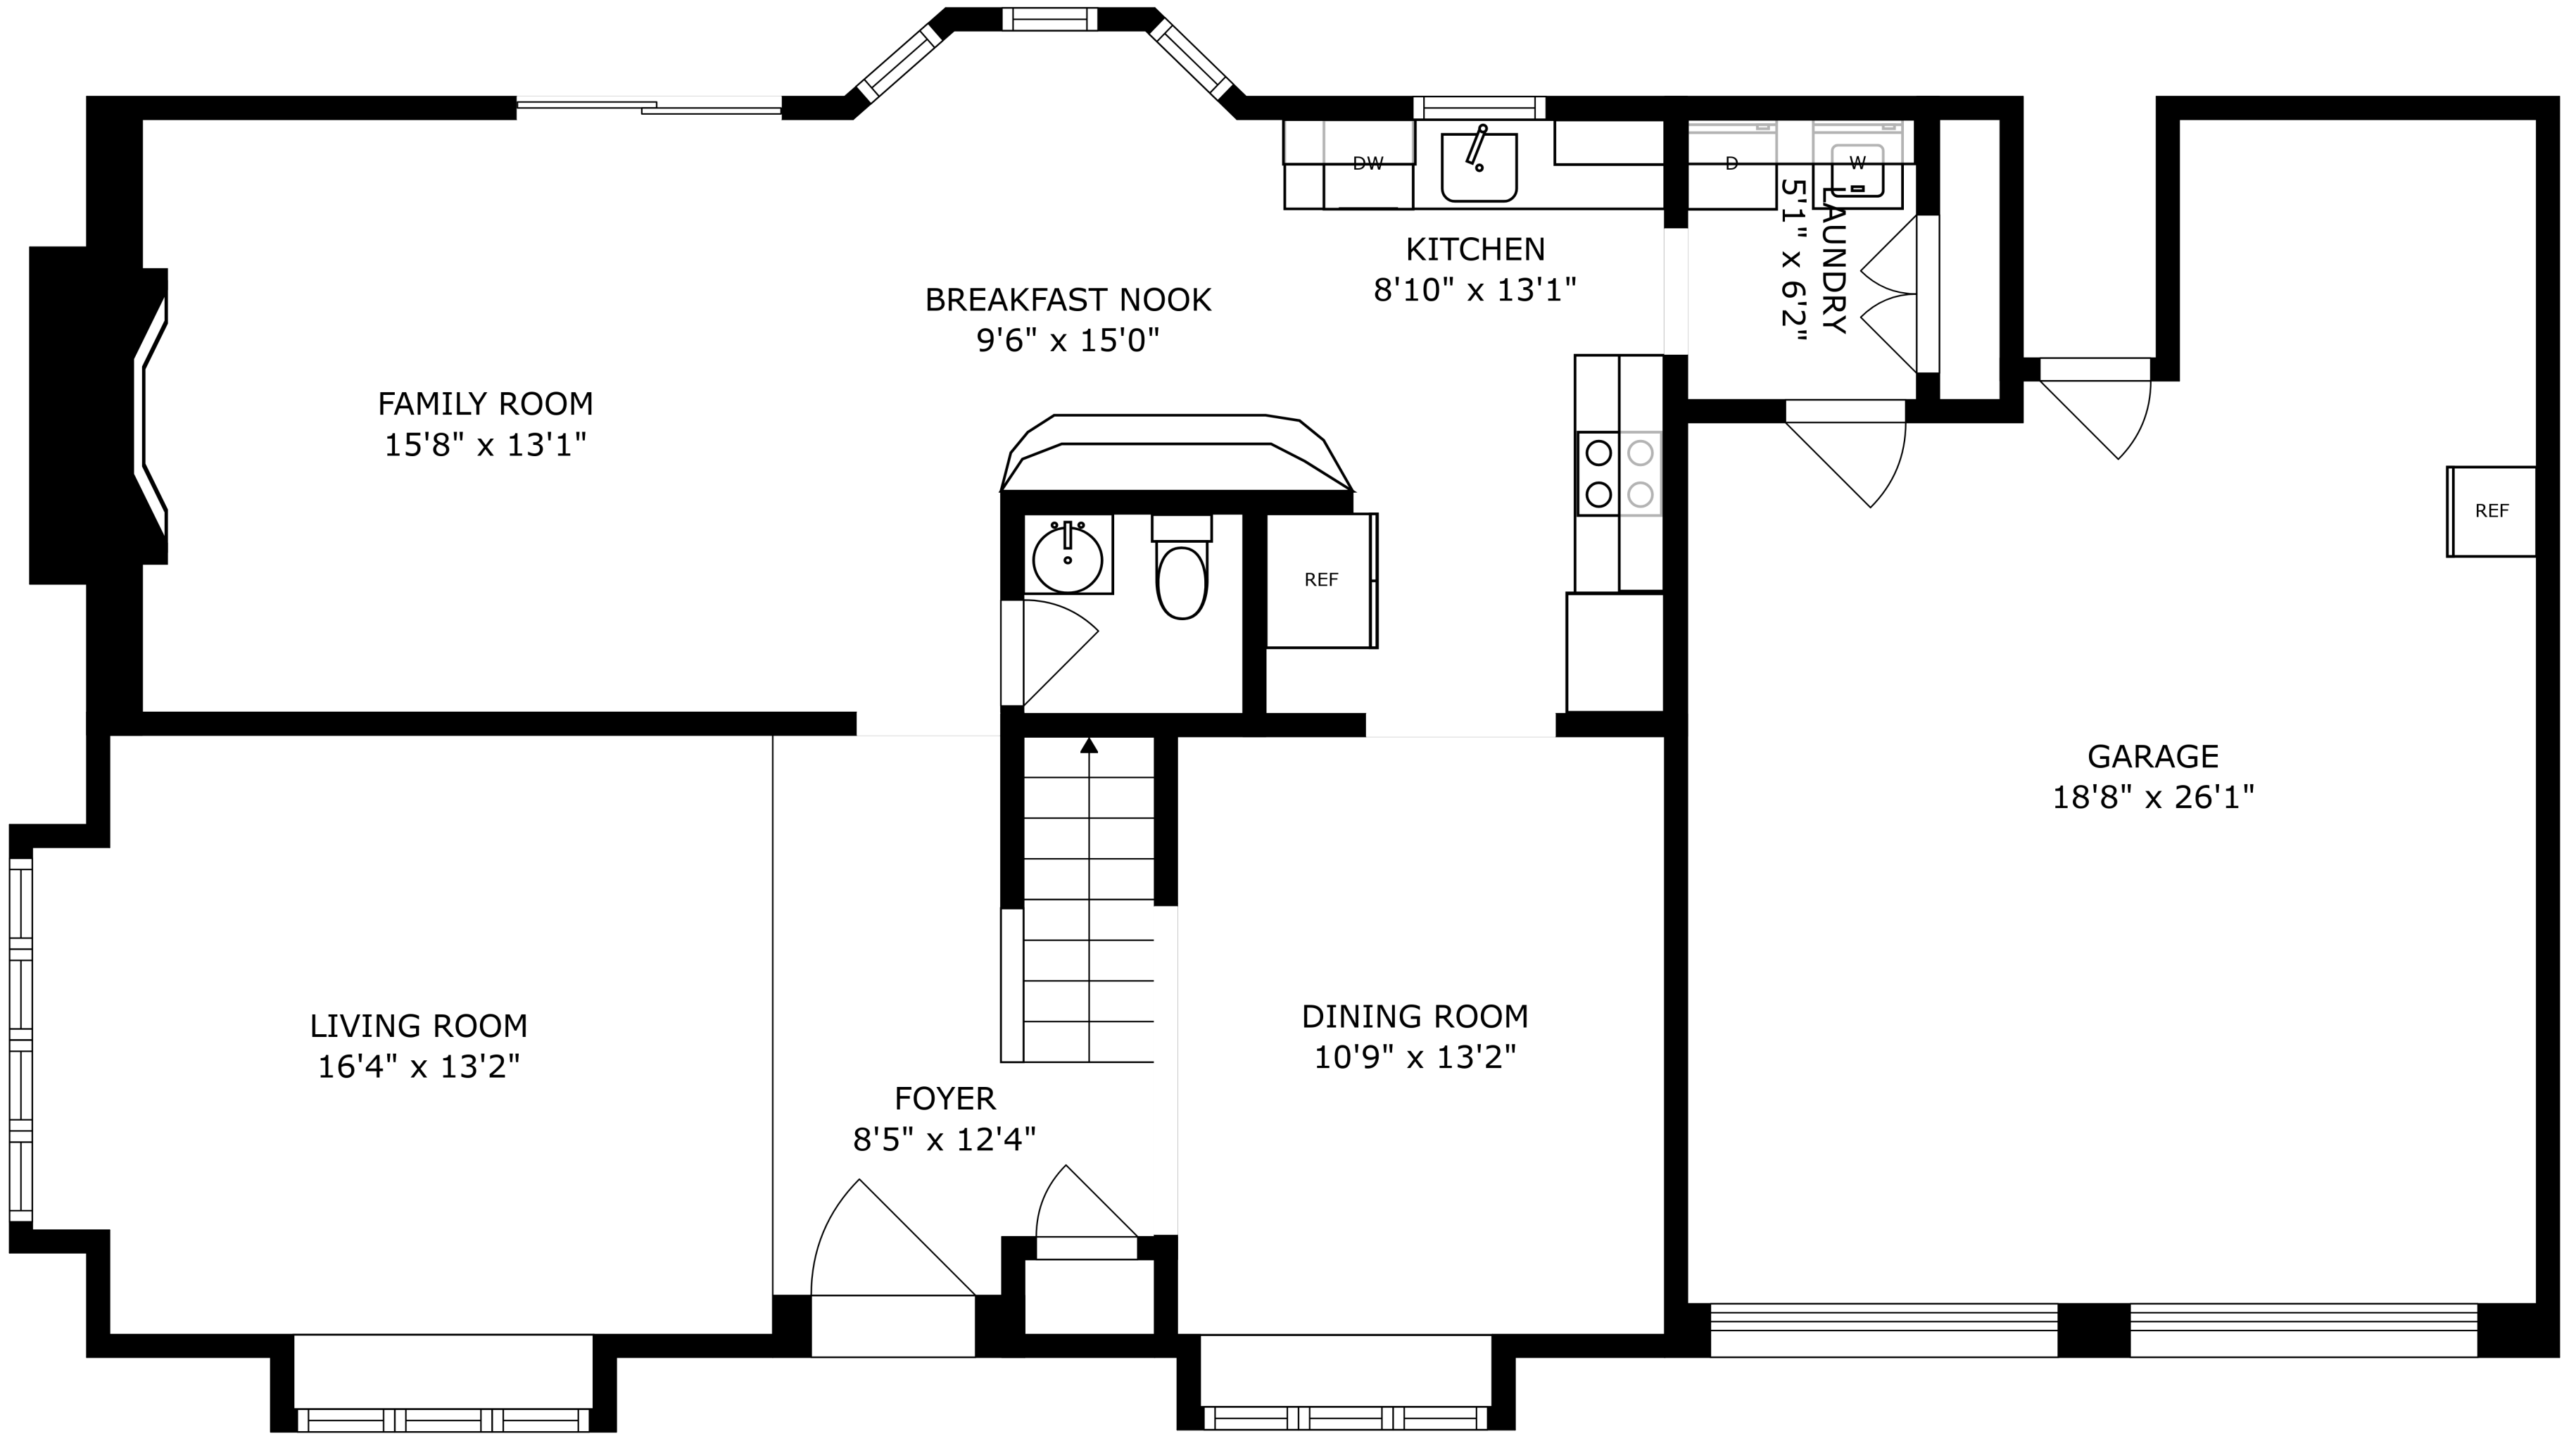 DW
D
W
KITCHEN
8'10" x 13'1"
LAUNDRY
5'1" x 6'2"
BREAKFAST NOOK
9'6" x 15'0"
FAMILY ROOM
15'8" x 13'1"
REF
REF
GARAGE
18'8" x 26'1"
LIVING ROOM
16'4" x 13'2"
DINING ROOM
10'9" x 13'2"
FOYER
8'5" x 12'4"